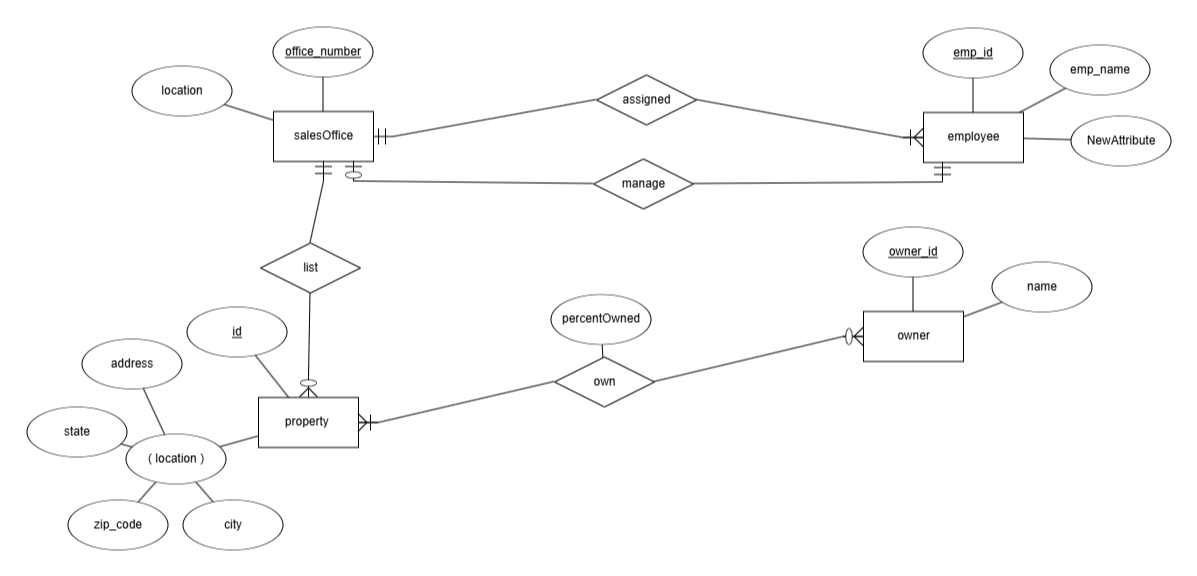 office_number
emp_id
emp_name
location
assigned
salesOffice
employee
NewAttribute
manage
owner_id
list
name
percentOwned
id
owner
address
own
property
state
( location )
zip_code
city